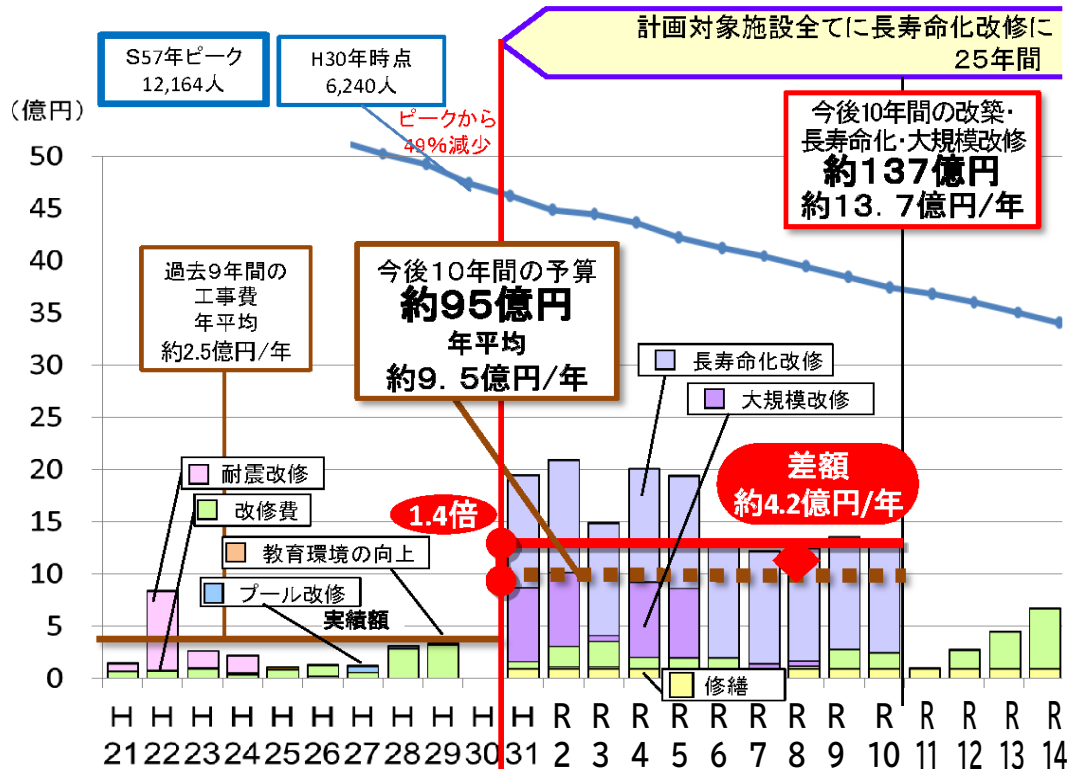 計画対象施設全てに長寿命化改修に
25年間
S57年ピーク
12,164人
H30年時点
6,240人
(億円)
ピークから
49%減少
今後10年間の改築・
長寿命化・大規模改修
約137億円
約13.7億円/年
50
45
40
35
30
25
20
15
10
5
0
過去9年間の
工事費
年平均
約2.5億円/年
今後10年間の予算
約95億円
年平均
約9.5億円/年
長寿命化改修
大規模改修
耐震改修
改修費
教育環境の向上
プール改修
実績額
1.4倍
差額
約4.2億円/年
修繕
H H H H H H H H H H H R R R R R R R R R R R R R
21 22 23 24 25 26 27 28 29 30 31 2 3 4 5 6 7 8 9 10 11 12 13 14